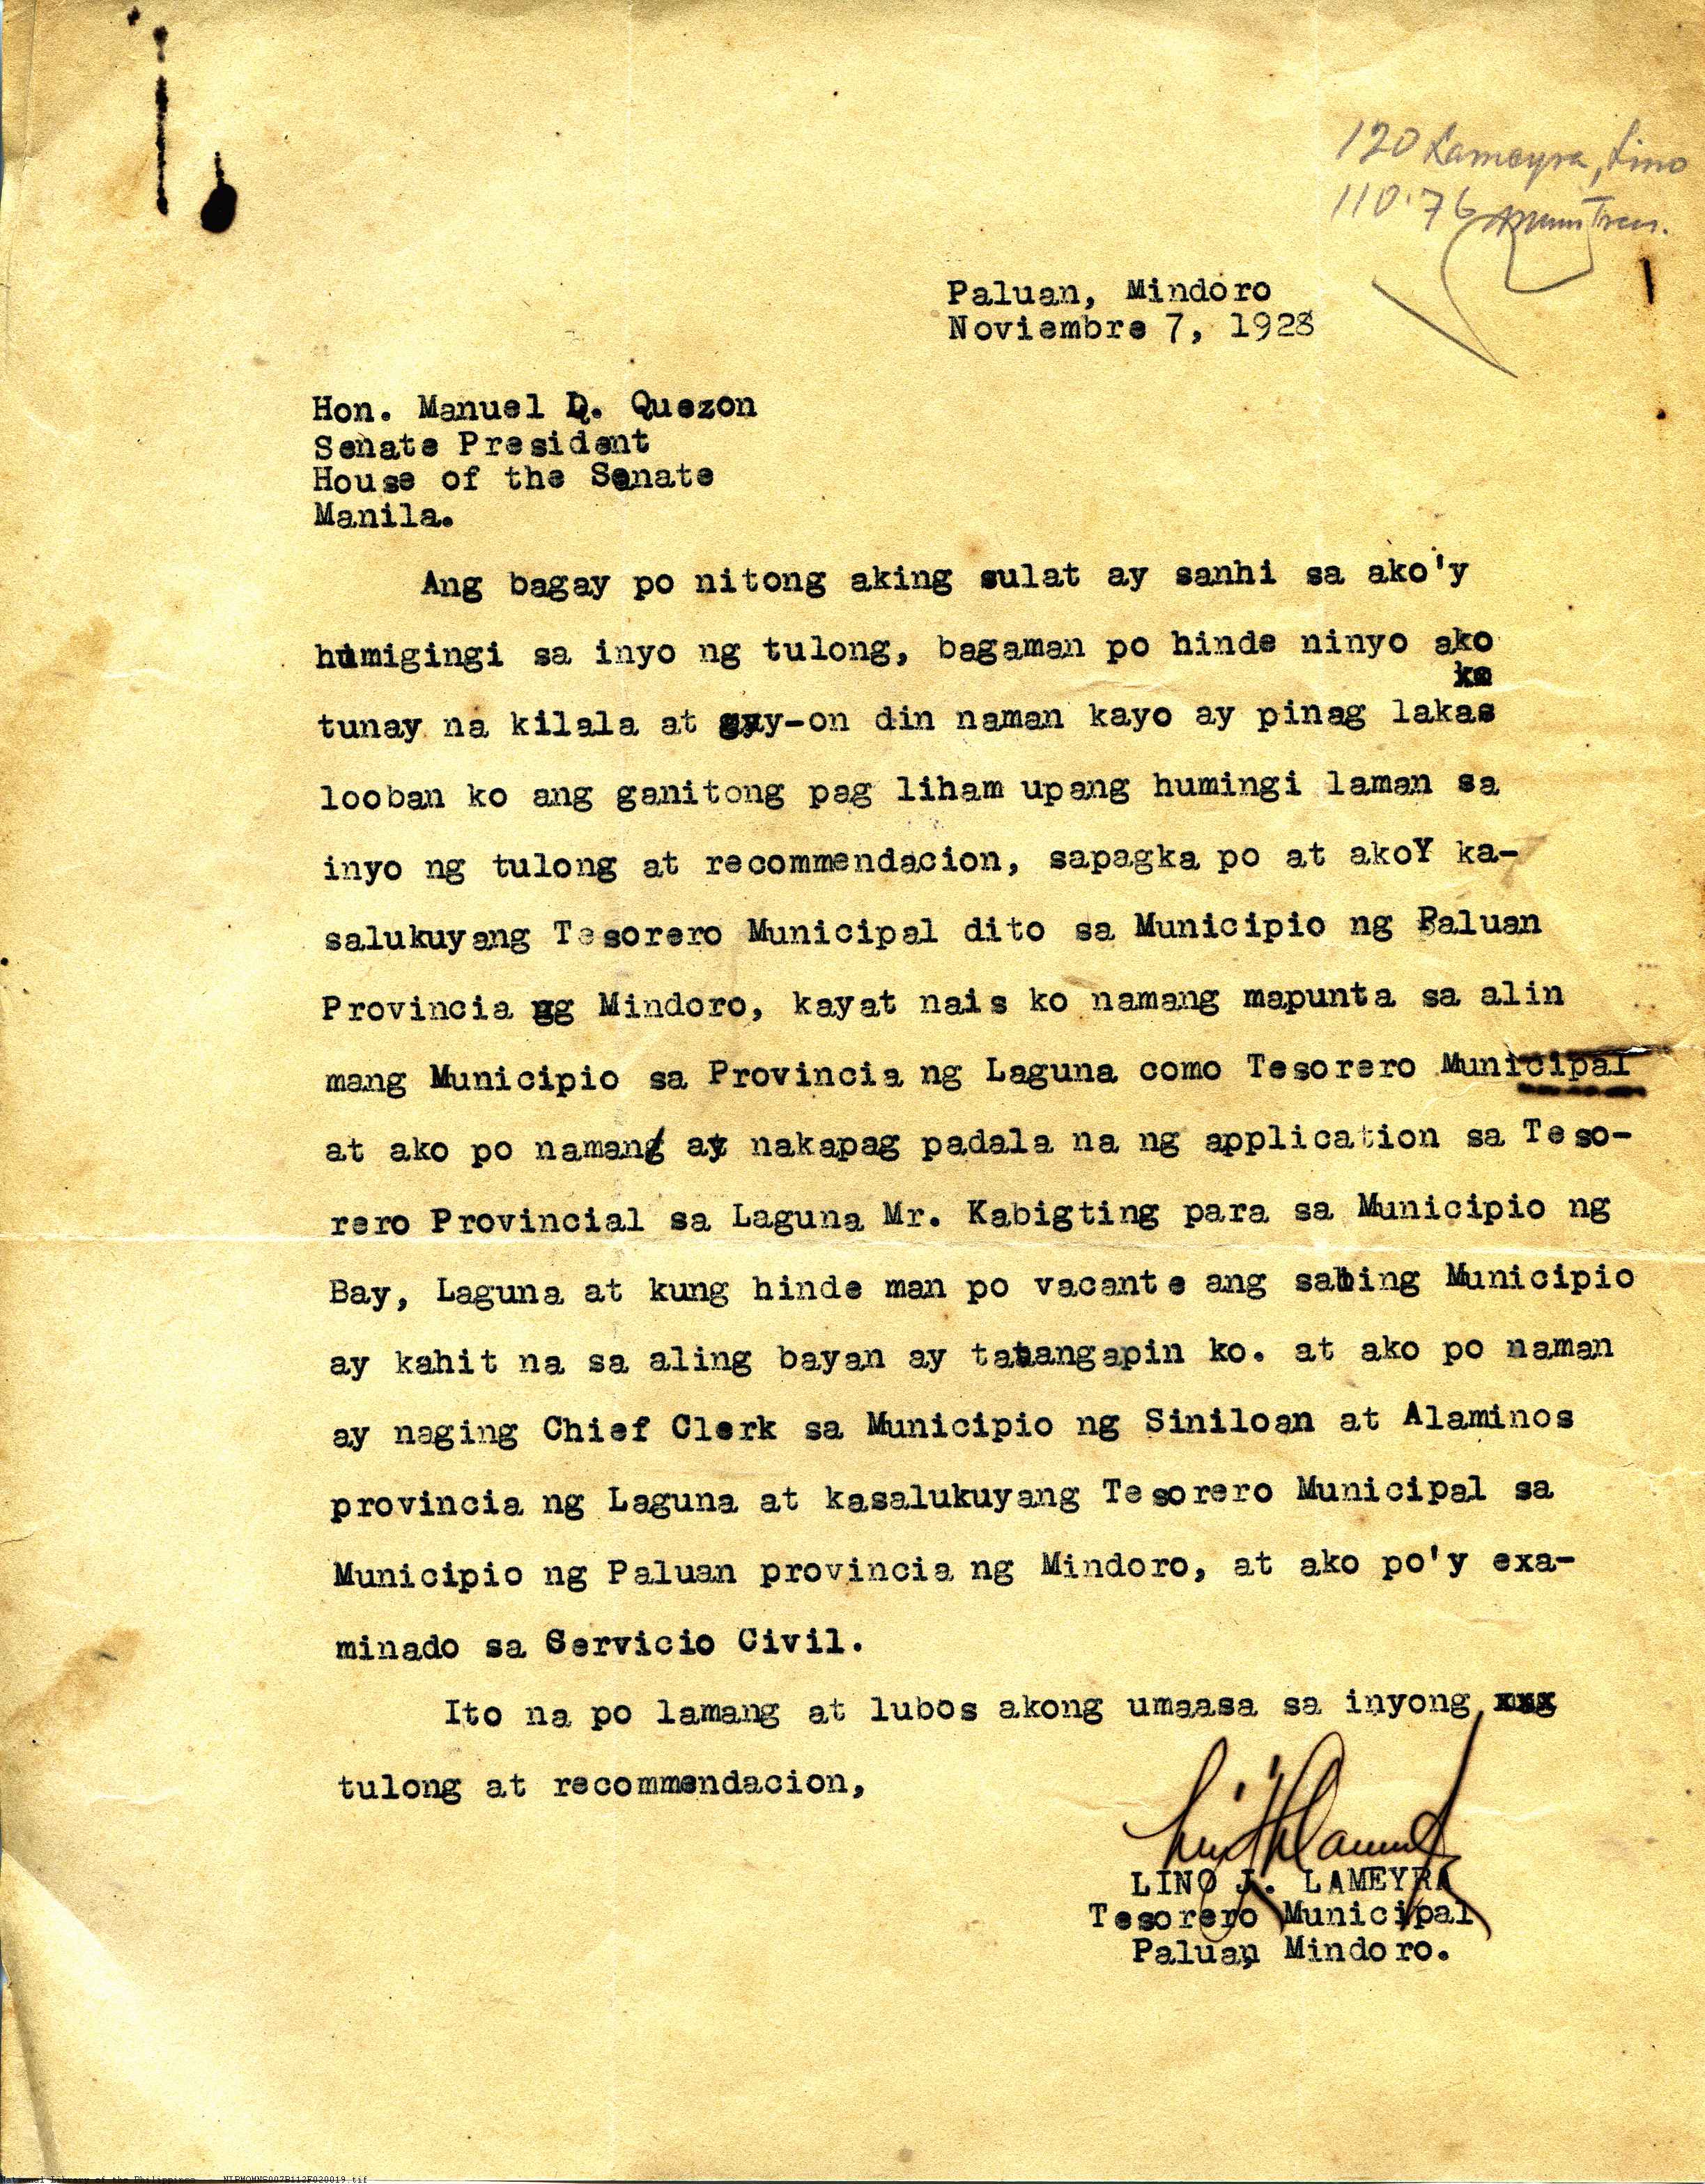 120 Lameyra, Lino
110.76
Paluan, Mindoro
Noviembre 7, 1928
Hon. Manuel Q. Quezon
Senate President
House of the Senate
Manila.
Ang bagay po nitong aking sulat ay sanhi sa ako'y
humigingi sa inyo ng tulong, bagaman po hinde ninyo ako
tunay na kilala at gay-on din naman kayo ay pinag lakas
looban ko ang ganitong pag liham upang humingi laman sa
inyo ng tulong at recommendacion, sapagka po at akoY ka-
salukuyang Tesorero Municipal dito sa Municipio ng Paluan
Provincia ng Mindoro, kayat nais ko namang mapunta sa alin
mang Municipio sa Provincia ng Laguna como Tesorero Municipal
at ako po naman ay nakapag padala na ng application sa Teso-
rero Provincial sa Laguna Mr. Kabigting para sa Municipio ng
Bay, Laguna at kung hinde man po vacante ang sabing Municipio
ay kahit na sa aling bayan ay tatangapin ko. at ako po naman
ay naging Chief Clerk sa Municipio ng Siniloan at Alaminos
provincia ng Laguna at kasalukuyang Tesorero Municipal sa
Municipio ng Paluan provincia ng Mindoro, at ako po'y exa-
minado sa Servicio Civil.
Ito na po lamang at lubos akong umaasa sa inyong
tulong at recommendacion,
LINO J. LAMEYRA
Tesorero Municipal
Paluan, Mindoro.
National Library of the Philippines